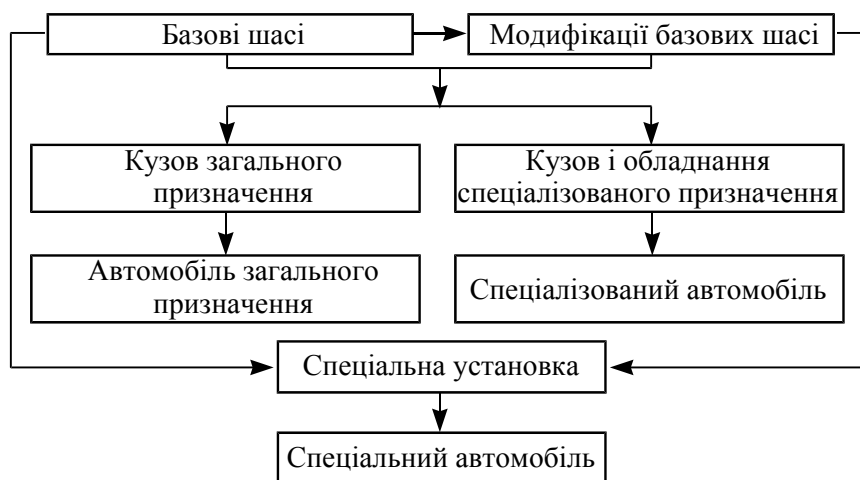 Базові шасі
Модифікації базових шасі
Кузов загального
призначення
Кузов і обладнання
спеціалізованого призначення
Автомобіль загального
призначення
Спеціалізований автомобіль
Спеціальна установка
Спеціальний автомобіль